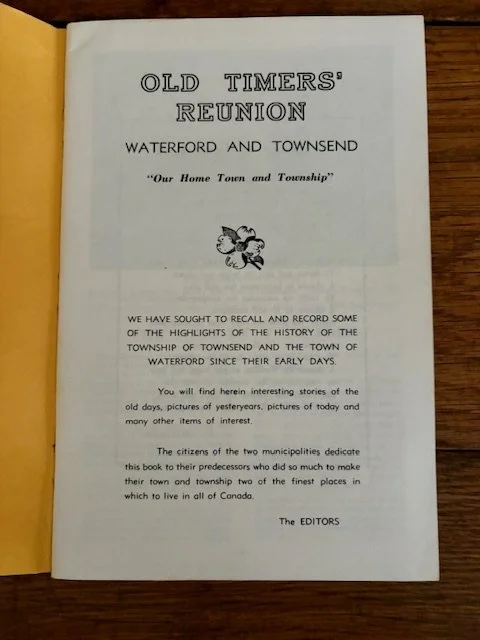 OLD TIMERS'
REUNION
WATERFORD AND TOWNSEND
"Our Home Town and Township"
WE HAVE SOUGHT TO RECALL AND RECORD SOME
OF THE HIGHLIGHTS OF THE HISTORY OF THE
TOWNSHIP OF TOWNSEND AND THE TOWN OF
WATERFORD SINCE THEIR EARLY DAYS.
You will find herein interesting stories of the
old days, pictures of yesteryears, pictures of today and
many other items of interest.
The citizens of the two municipalities dedicate
this book to their predecessors who did so much to make
their town and township two of the finest places in
which to live in all of Canada.
The EDITORS